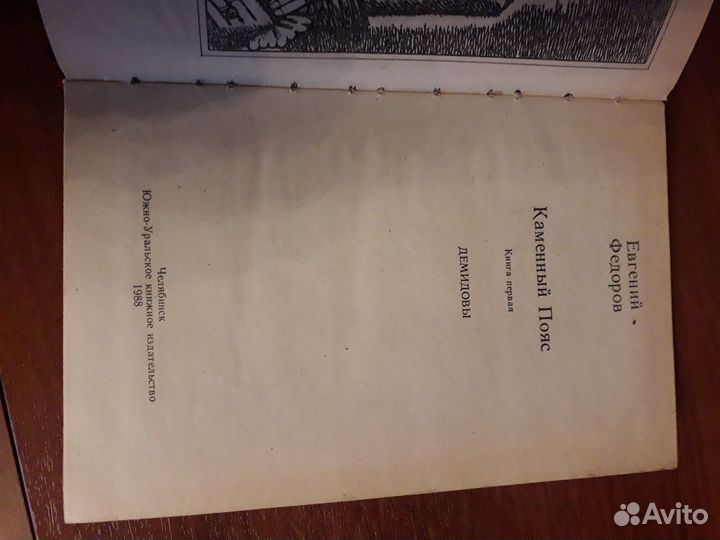 Евгений
Федоров
Каменный Пояс
Книга первая
ДЕМИДОВЫ
Челябинск
Южно-Уральское книжное издательство
1988
Avito